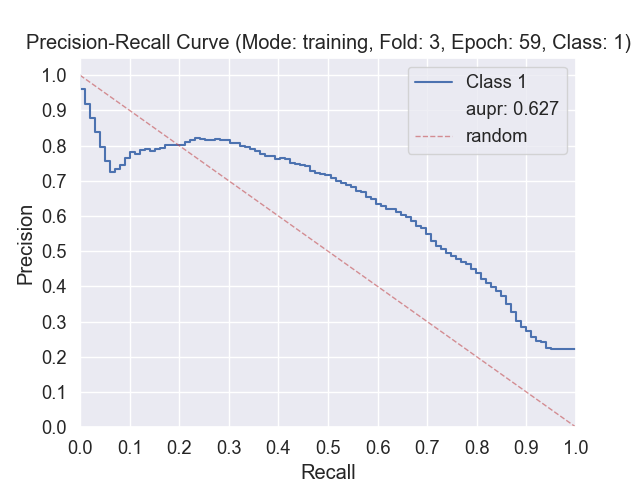 Precision-Recall Curve (Mode: training, Fold: 3, Epoch: 59, Class: 1)
Class 1
aupr: 0.627
random
Precision
1.0
0.9
0.8
0.7
0.6
0.5
0.4
0.3
0.2
0.1
0.0
0.0 0.1 0.2 0.3 0.4 0.5 0.6 0.7 0.8 0.9 1.0
Recall